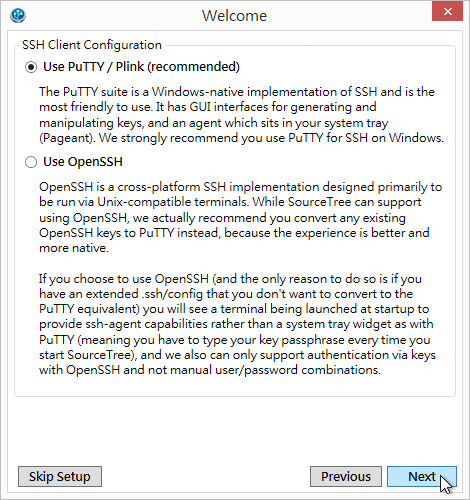 Welcome
SSH Client Configuration
Use PuTTY / Plink (recommended)
The PuTTY suite is a Windows-native implementation of SSH and is the
most friendly to use. It has GUI interfaces for generating and
manipulating keys, and an agent which sits in your system tray
(Pageant). We strongly recommend you use PuTTY for SSH on Windows.
Use OpenSSH
OpenSSH is a cross-platform SSH implementation designed primarily to
be run via Unix-compatible terminals. While SourceTree can support
using OpenSSH, we actually recommend you convert any existing
OpenSSH keys to PuTTY instead, because the experience is better and
more native.
If you choose to use OpenSSH (and the only reason to do so is if you
have an extended .ssh/config that you don't want to convert to the
PuTTY equivalent) you will see a terminal being launched at startup to
provide ssh-agent capabilities rather than a system tray widget as with
PuTTY (meaning you have to type your key passphrase every time you
start SourceTree), and we also can only support authentication via keys
with OpenSSH and not manual user/password combinations.
Skip Setup
Previous
Next